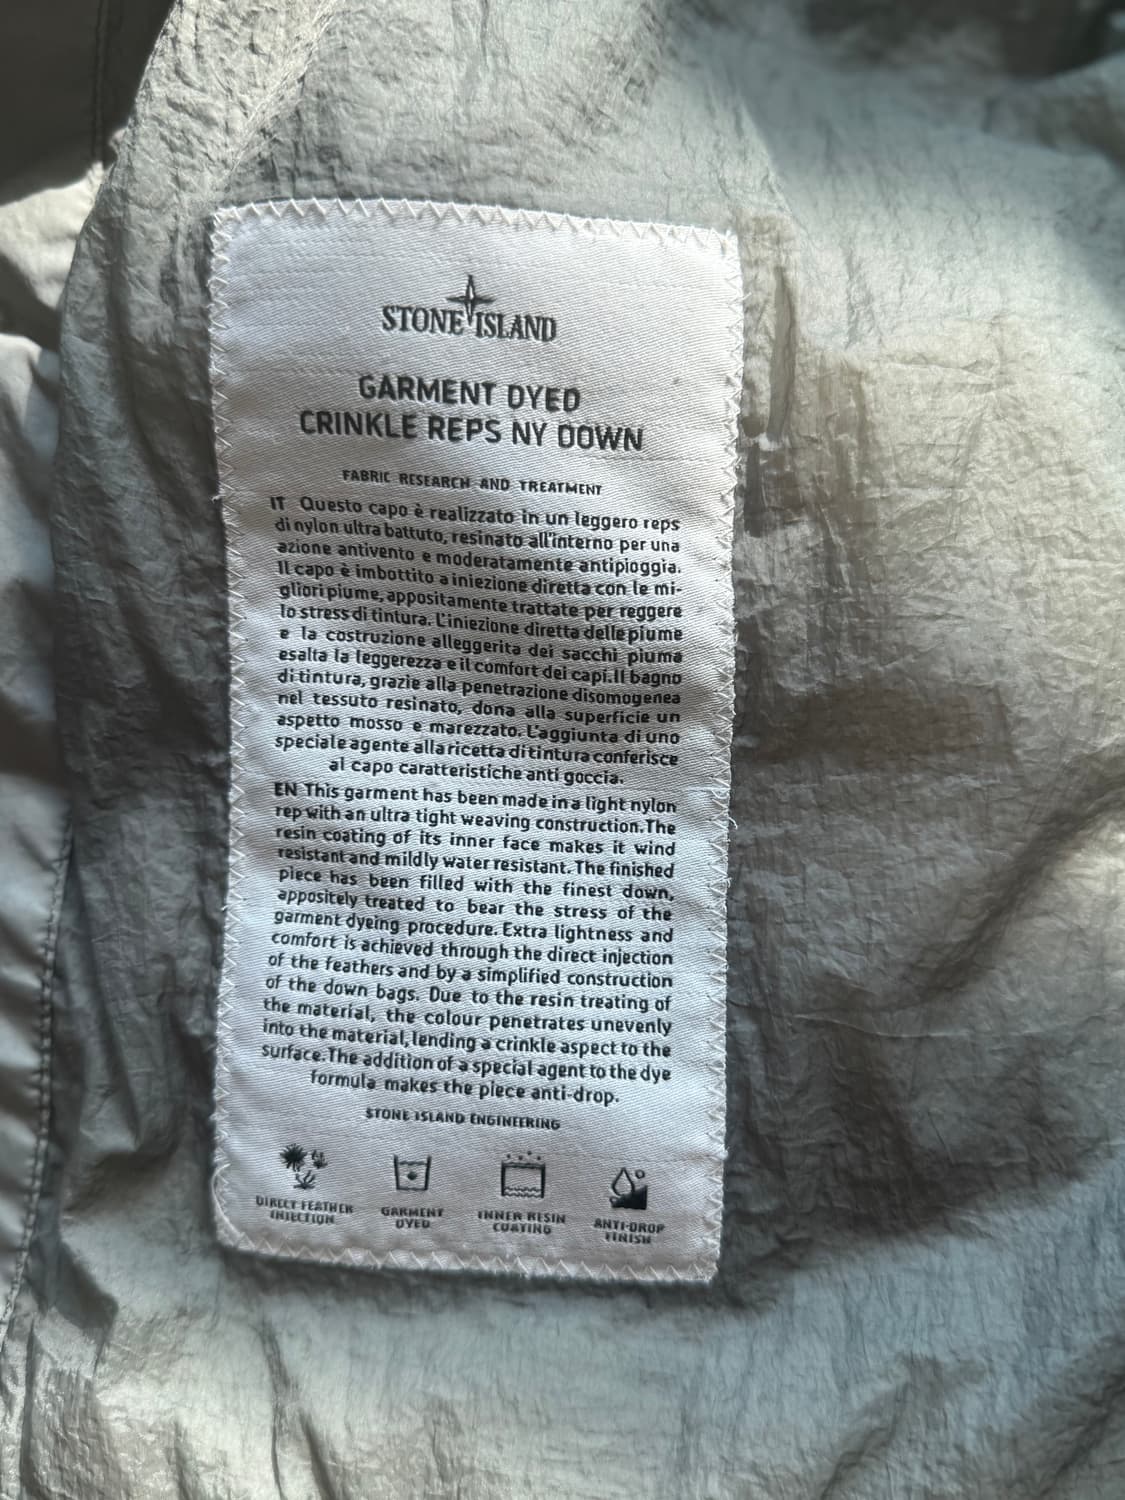 STONE ISLAND
GARMENT DYED
CRINKLE REPS NY DOWN
FABRIC RESEARCH AND TREATMENT
IT Questo capo è realizzato in un leggero reps
di nylon ultra battuto, resinato all'interno per una
azione antivento e moderatamente antipioggia.
Il capo è imbottito a iniezione diretta con le mi-
gliori piume, appositamente trattate per reggere
lo stress di tintura. L'iniezione diretta delle piume
e la costruzione alleggerita dei sacchi piuma
esalta la leggerezza e il comfort dei capi. Il bagno
di tintura, grazie alla penetrazione disomogenea
nel tessuto resinato, dona alla superficie un
aspetto mosso e marezzato. L'aggiunta di uno
speciale agente alla ricetta di tintura conferisce
al capo caratteristiche anti goccia.
EN This garment has been made in a light nylon
rep with an ultra tight weaving construction. The
resin coating of its inner face makes it wind
resistant and mildly water resistant. The finished
piece has been filled with the finest down,
appositely treated to bear the stress of the
garment dyeing procedure. Extra lightness and
comfort is achieved through the direct injection
of the feathers and by a simplified construction
of the down bags. Due to the resin treating of
the material, the colour penetrates unevenly
into the material, lending a crinkle aspect to the
surface. The addition of a special agent to the dye
formula makes the piece anti-drop.
STONE ISLAND ENGINEERING
DIRECT FEATHER
INJECTION
GARMENT
DYED
INNER RESIN
COATING
ANTI-DROP
FINISH